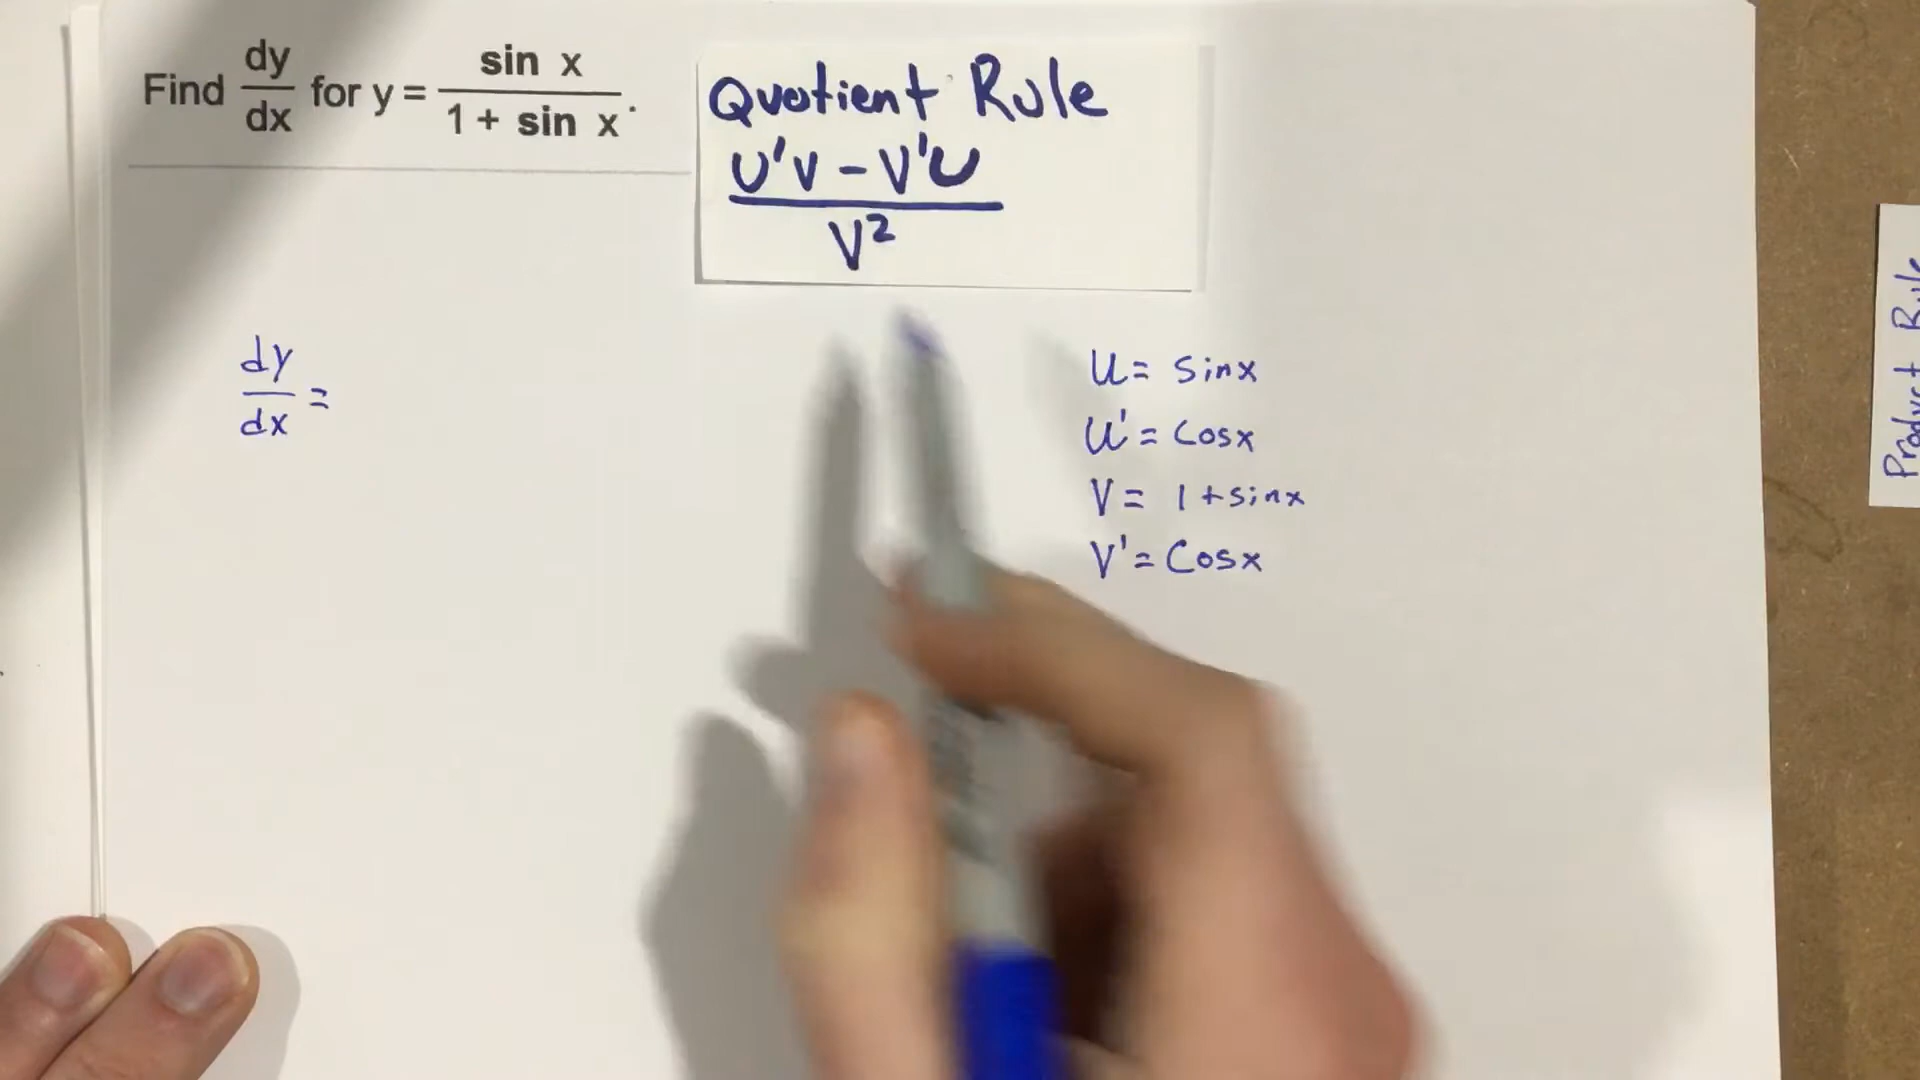 Find dy/dx for y = sin x / 1 + sin x.
Quotient Rule
U'V - V'U
V²
dy/dx =
U = sinx
U' = Cosx
V = 1 + sinx
V' = Cosx
Product Rule